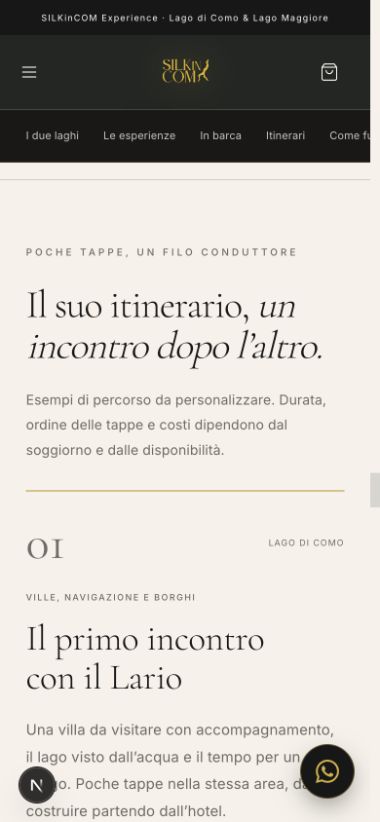 SILKinCOM Experience · Lago di Como & Lago Maggiore
SILKIN
COM
I due laghi Le esperienze In barca Itinerari Come fu
POCHE TAPPE, UN FILO CONDUTTORE
Il suo itinerario, un
incontro dopo l’altro.
Esempi di percorso da personalizzare. Durata,
ordine delle tappe e costi dipendono dal
soggiorno e dalle disponibilità.
01
LAGO DI COMO
VILLE, NAVIGAZIONE E BORGHI
Il primo incontro
con il Lario
Una villa da visitare con accompagnamento,
il lago visto dall’acqua e il tempo per un
Poche tappe nella stessa area,
costruire partendo dall’hotel.
N